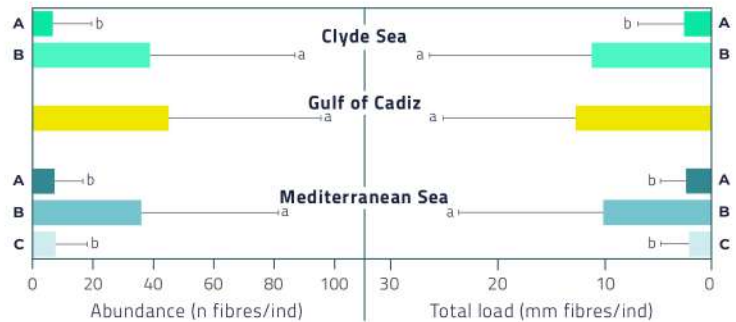 A b b A
Clyde Sea
B a a B
Gulf of Cadiz
a a
A b b A
Mediterranean Sea
B a a B
C b b C
0 20 40 60 80 100 30 20 10 0
Abundance (n fibres/ind) Total load (mm fibres/ind)